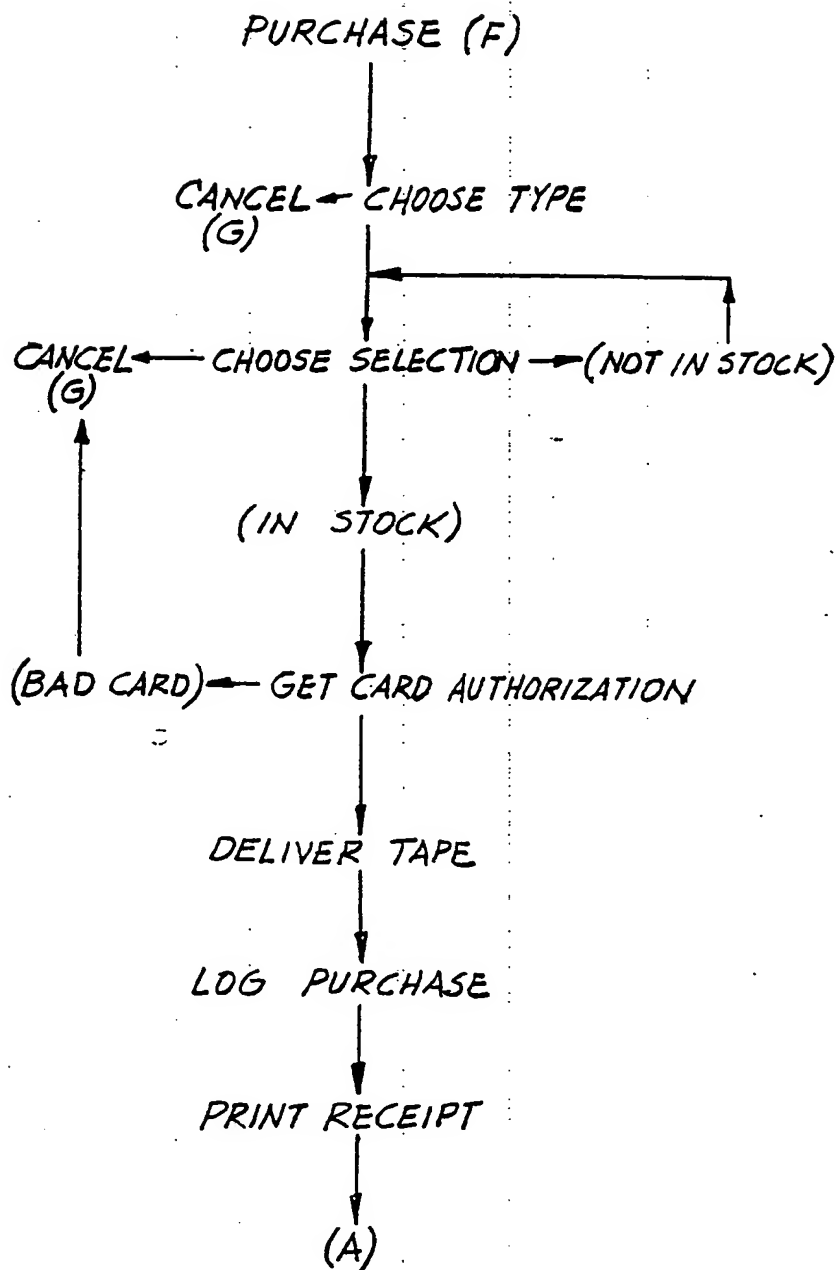 PURCHASE (F)
CANCEL CHOOSE TYPE
(G)
CANCEL CHOOSE SELECTION (NOT IN STOCK)
(G)
(IN STOCK)
(BAD CARD) GET CARD AUTHORIZATION
DELIVER TAPE
LOG PURCHASE
PRINT RECEIPT
(A)